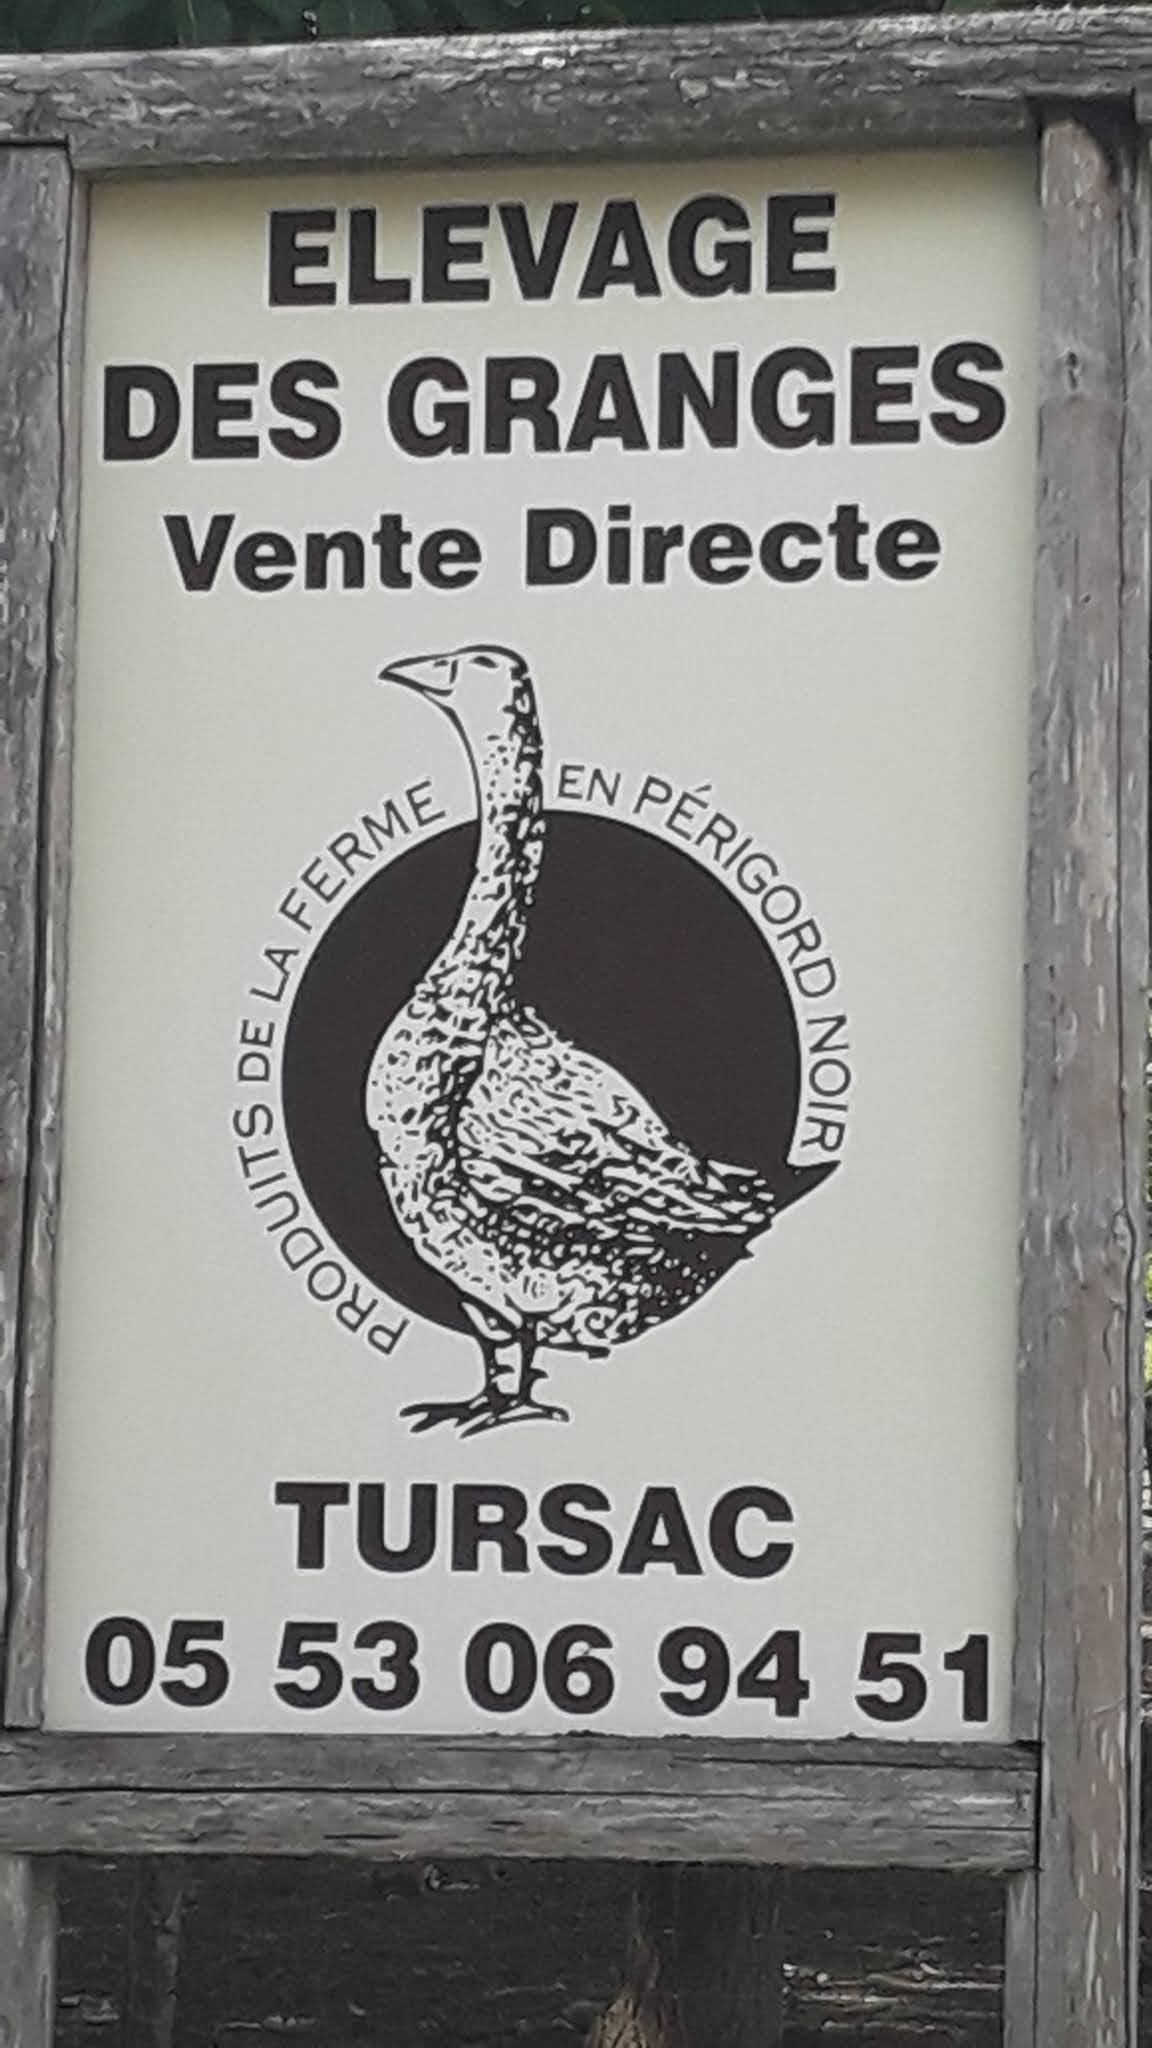 ELEVAGE
DES GRANGES
Vente Directe
PRODUITS DE LA FERME EN PÉRIGORD NOIR
TURSAC
05 53 06 94 51